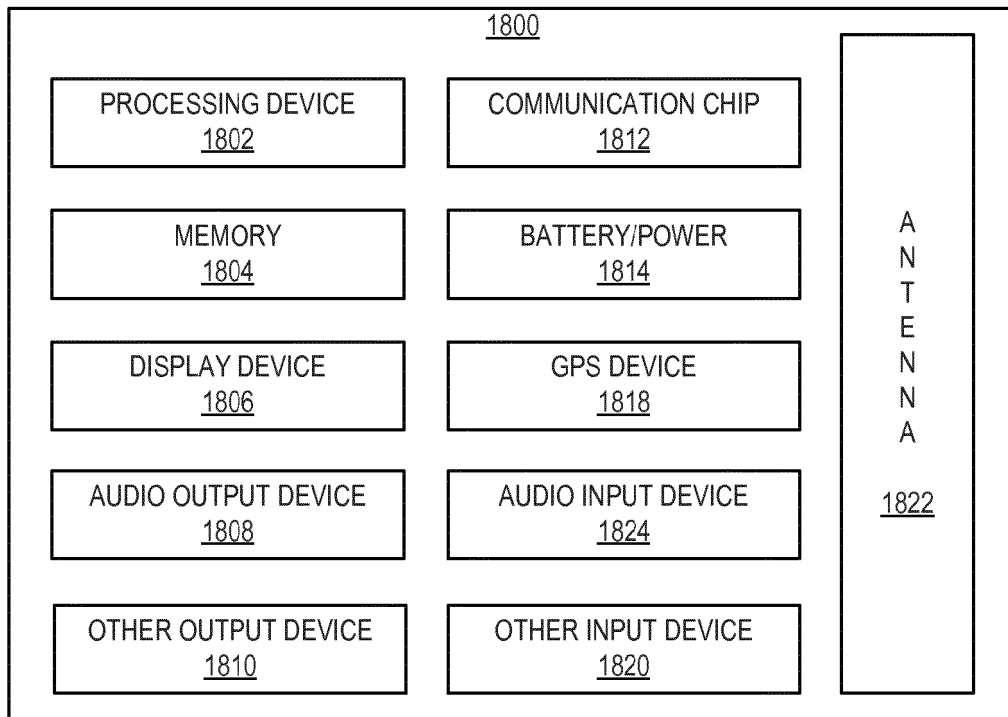 1800
PROCESSING DEVICE
1802
COMMUNICATION CHIP
1812
MEMORY
1804
BATTERY/POWER
1814
DISPLAY DEVICE
1806
GPS DEVICE
1818
AUDIO OUTPUT DEVICE
1808
AUDIO INPUT DEVICE
1824
OTHER OUTPUT DEVICE
1810
OTHER INPUT DEVICE
1820
A
N
T
E
N
N
A
1822